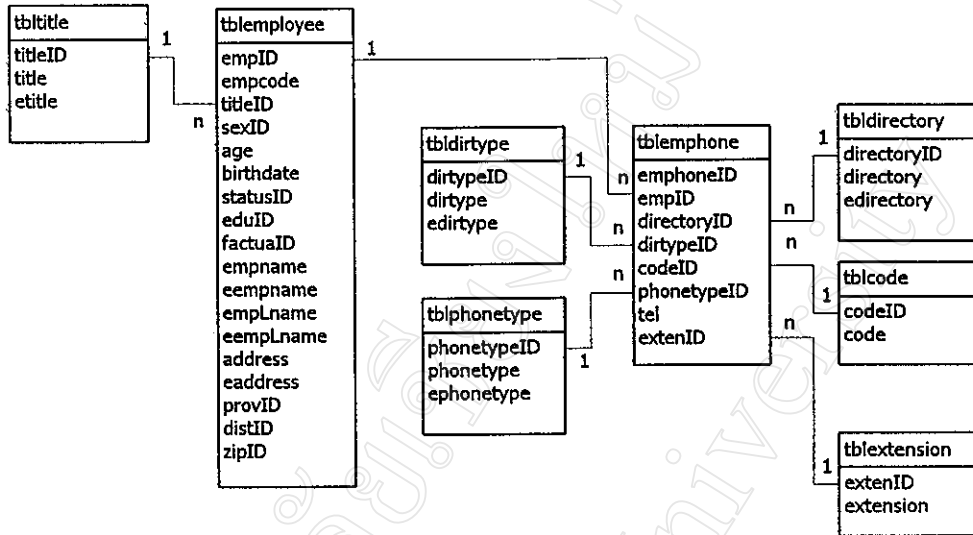 tbltitle
titleID
title
etitle
1
n
tblemployee
empID
empcode
titleID
sexID
age
birthdate
statusID
eduID
factuaID
empname
eempname
empLname
eempLname
address
eaddress
provID
distID
zipID
1
n
tbldirtype
dirtypeID
dirtype
edirtype
1
n
tblphonetype
phonetypeID
phonetype
ephonetype
1
n
tblemphone
emphoneID
empID
directoryID
dirtypeID
codeID
phonetypeID
tel
extenID
n
n
n
tbldirectory
directoryID
directory
edirectory
1
tblcode
codeID
code
1
tblextension
extenID
extension
1
University